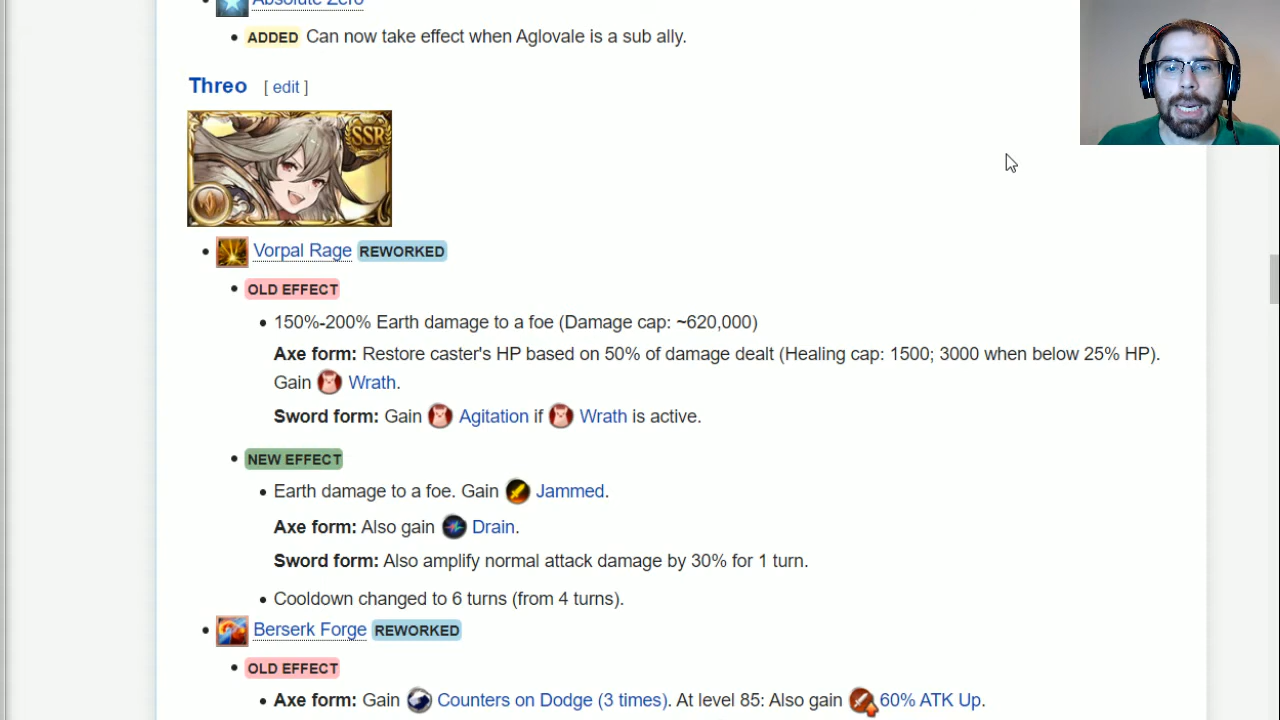 Absolute Zero
ADDED Can now take effect when Aglovale is a sub ally.
Threo [ edit ]
SSR
Vorpal Rage REWORKED
OLD EFFECT
150%-200% Earth damage to a foe (Damage cap: ~620,000)
Axe form: Restore caster's HP based on 50% of damage dealt (Healing cap: 1500; 3000 when below 25% HP).
Gain Wrath.
Sword form: Gain Agitation if Wrath is active.
NEW EFFECT
Earth damage to a foe. Gain Jammed.
Axe form: Also gain Drain.
Sword form: Also amplify normal attack damage by 30% for 1 turn.
Cooldown changed to 6 turns (from 4 turns).
Berserk Forge REWORKED
OLD EFFECT
Axe form: Gain Counters on Dodge (3 times). At level 85: Also gain 60% ATK Up.